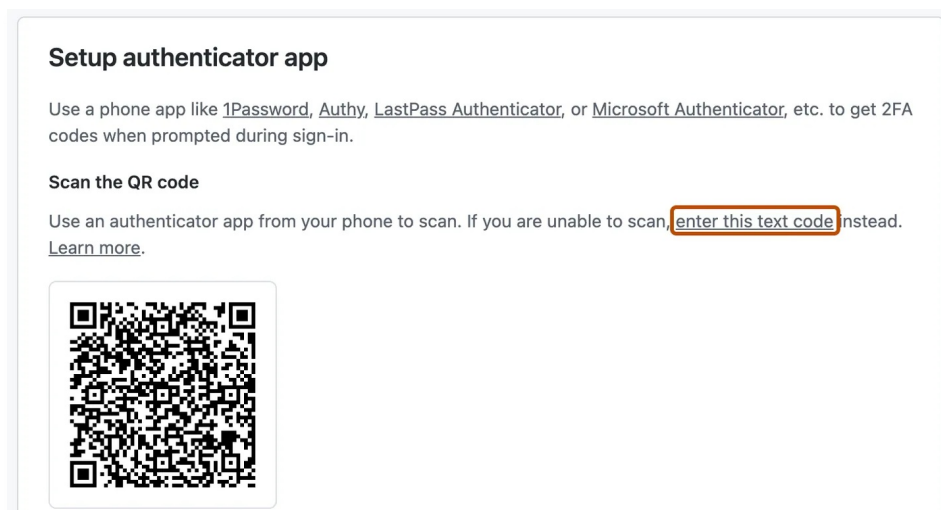 Setup authenticator app
Use a phone app like 1Password, Authy, LastPass Authenticator, or Microsoft Authenticator, etc. to get 2FA
codes when prompted during sign-in.
Scan the QR code
Use an authenticator app from your phone to scan. If you are unable to scan, enter this text code instead.
Learn more.